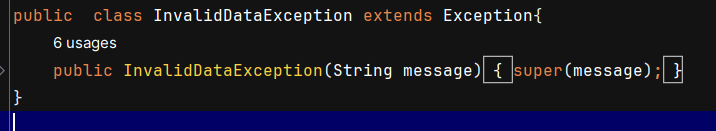 public  class InvalidDataException extends Exception{
6 usages
public InvalidDataException(String message) { super(message); }
}